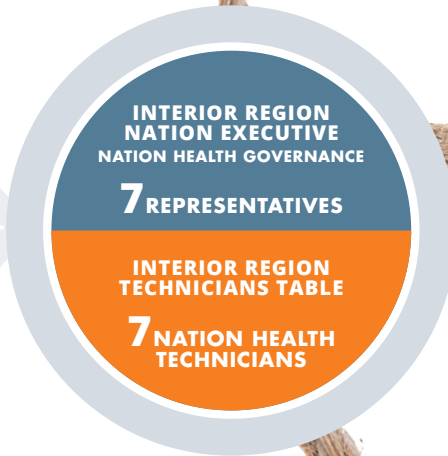 INTERIOR REGION
NATION EXECUTIVE
NATION HEALTH GOVERNANCE
7 REPRESENTATIVES
INTERIOR REGION
TECHNICIANS TABLE
7 NATION HEALTH
TECHNICIANS